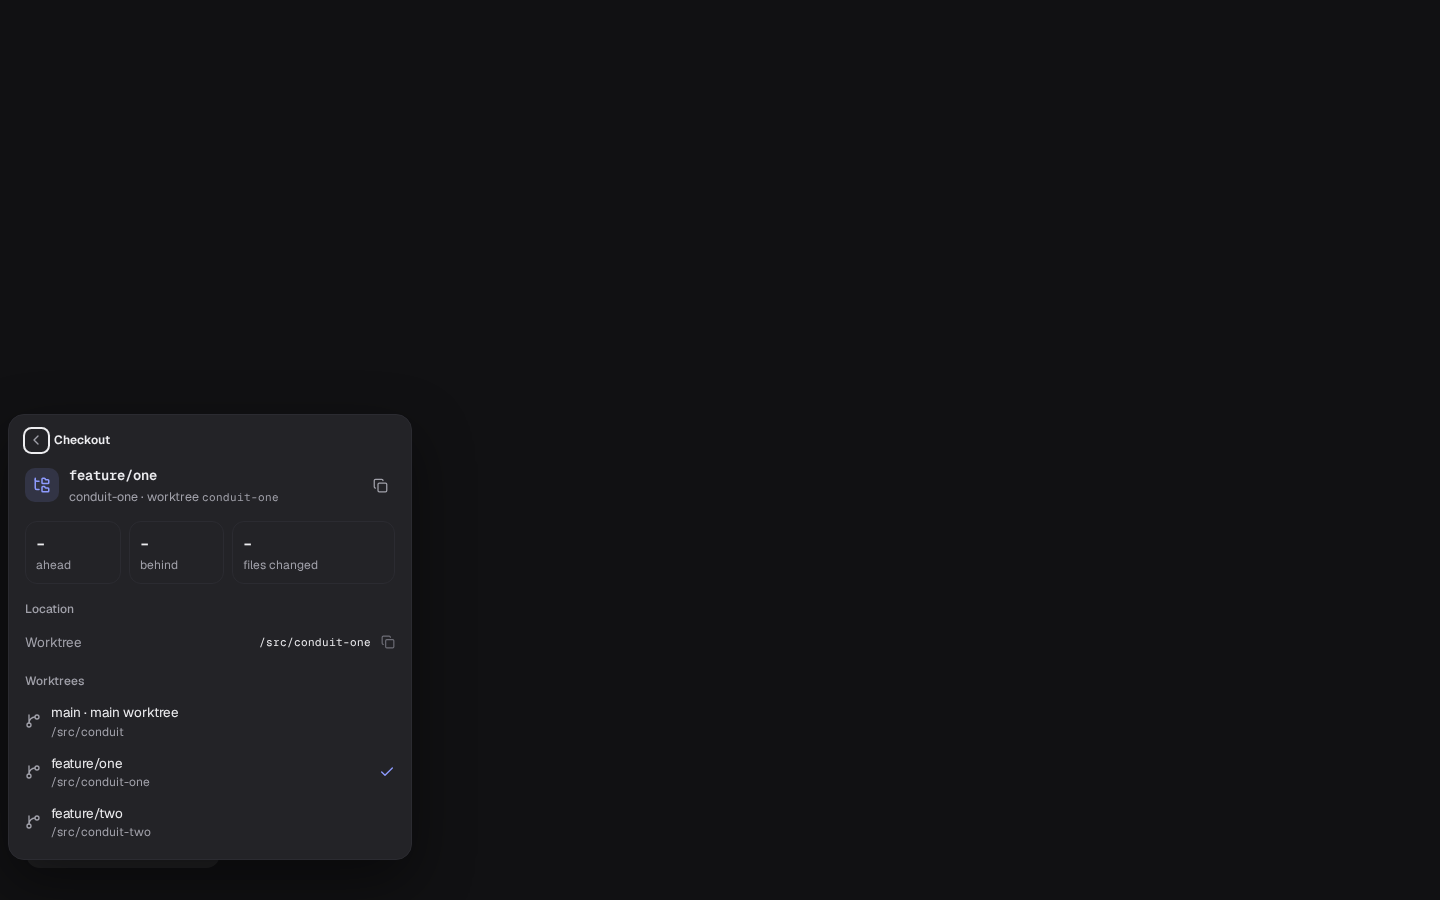 Checkout
feature/one
conduit-one · worktree conduit-one
-
ahead
-
behind
-
files changed
Location
Worktree
/src/conduit-one
Worktrees
main · main worktree
/src/conduit
feature/one
/src/conduit-one
feature/two
/src/conduit-two